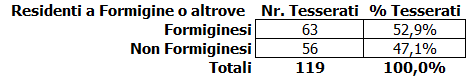 Residenti a Formigine o altrove Nr. Tesserati % Tesserati
Formiginesi 63 52,9%
Non Formiginesi 56 47,1%
Totali 119 100,0%